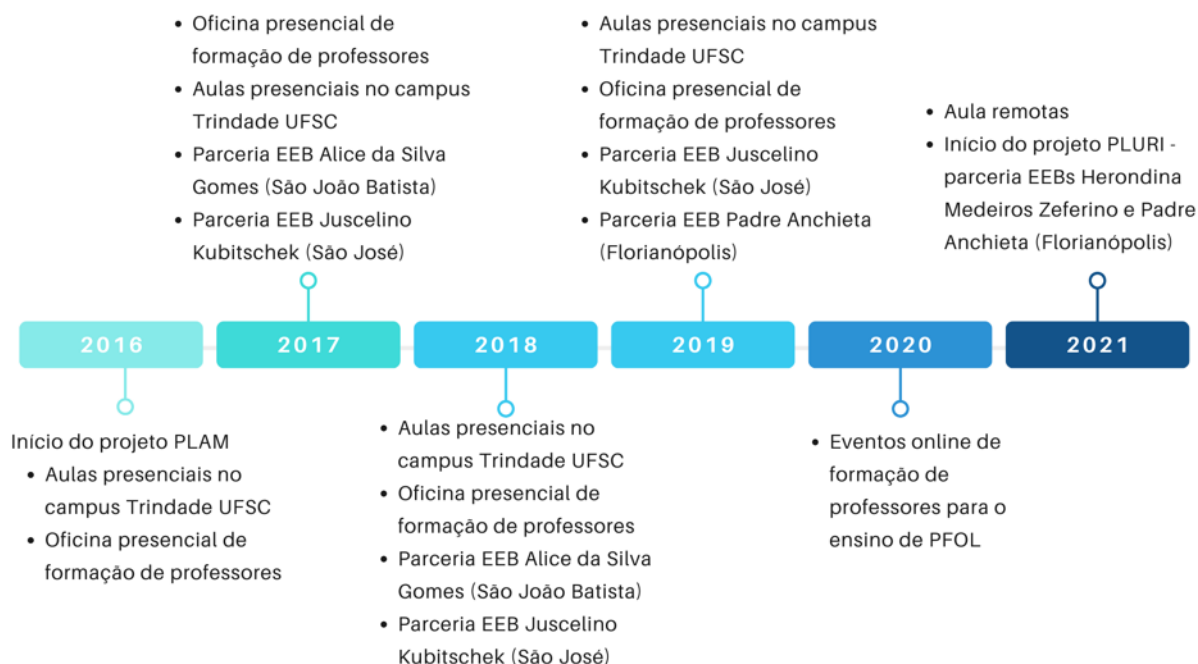 • Oficina presencial de
formação de professores
• Aulas presenciais no campus
Trindade UFSC
• Parceria EEB Alice da Silva
Gomes (São João Batista)
• Parceria EEB Juscelino
Kubitschek (São José)
• Aulas presenciais no campus
Trindade UFSC
• Oficina presencial de
formação de professores
• Parceria EEB Juscelino
Kubitschek (São José)
• Parceria EEB Padre Anchieta
(Florianópolis)
• Aula remotas
• Início do projeto PLURI -
parceria EEBs Herondina
Medeiros Zeferino e Padre
Anchieta (Florianópolis)
2016
2017
2018
2019
2020
2021
Início do projeto PLAM
• Aulas presenciais no
campus Trindade UFSC
• Oficina presencial de
formação de professores
• Aulas presenciais no
campus Trindade UFSC
• Oficina presencial de
formação de professores
• Parceria EEB Alice da Silva
Gomes (São João Batista)
• Parceria EEB Juscelino
Kubitschek (São José)
• Eventos online de
formação de
professores para o
ensino de PFOL